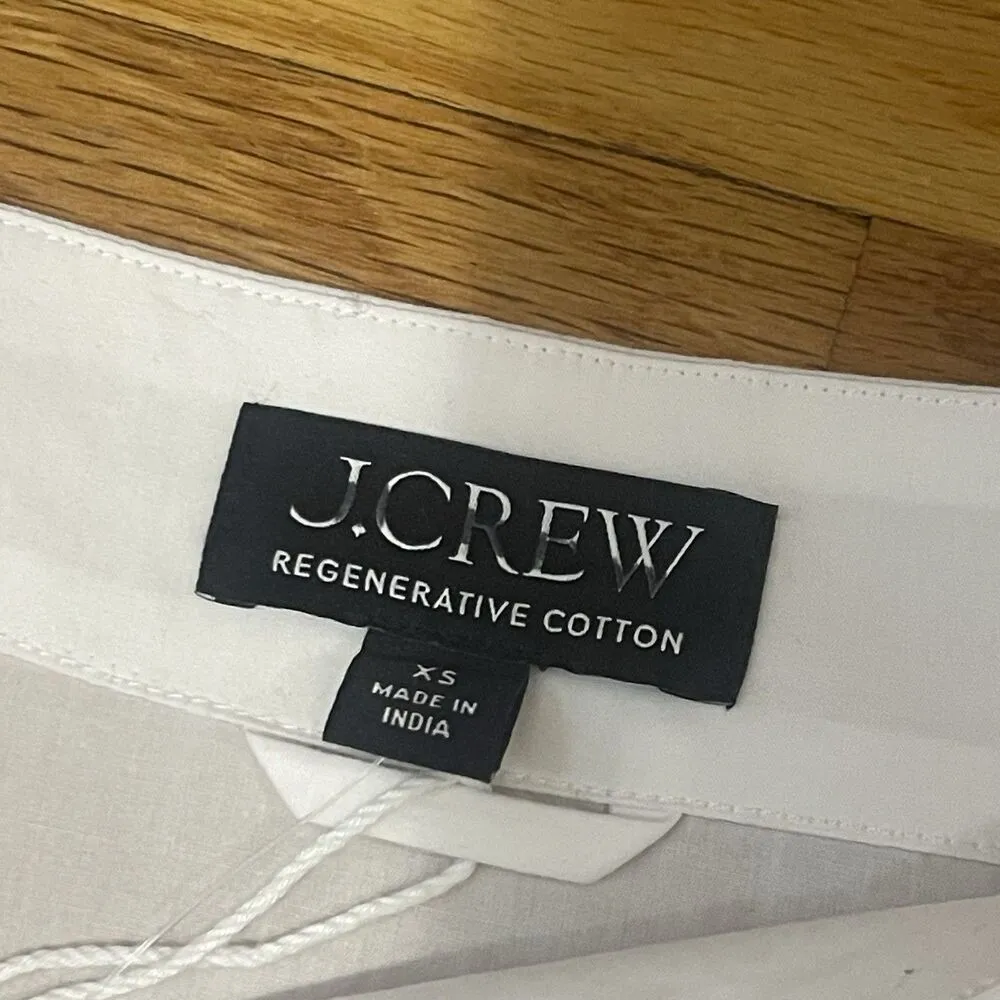 J.CREW
REGENERATIVE COTTON
XS
MADE IN
INDIA